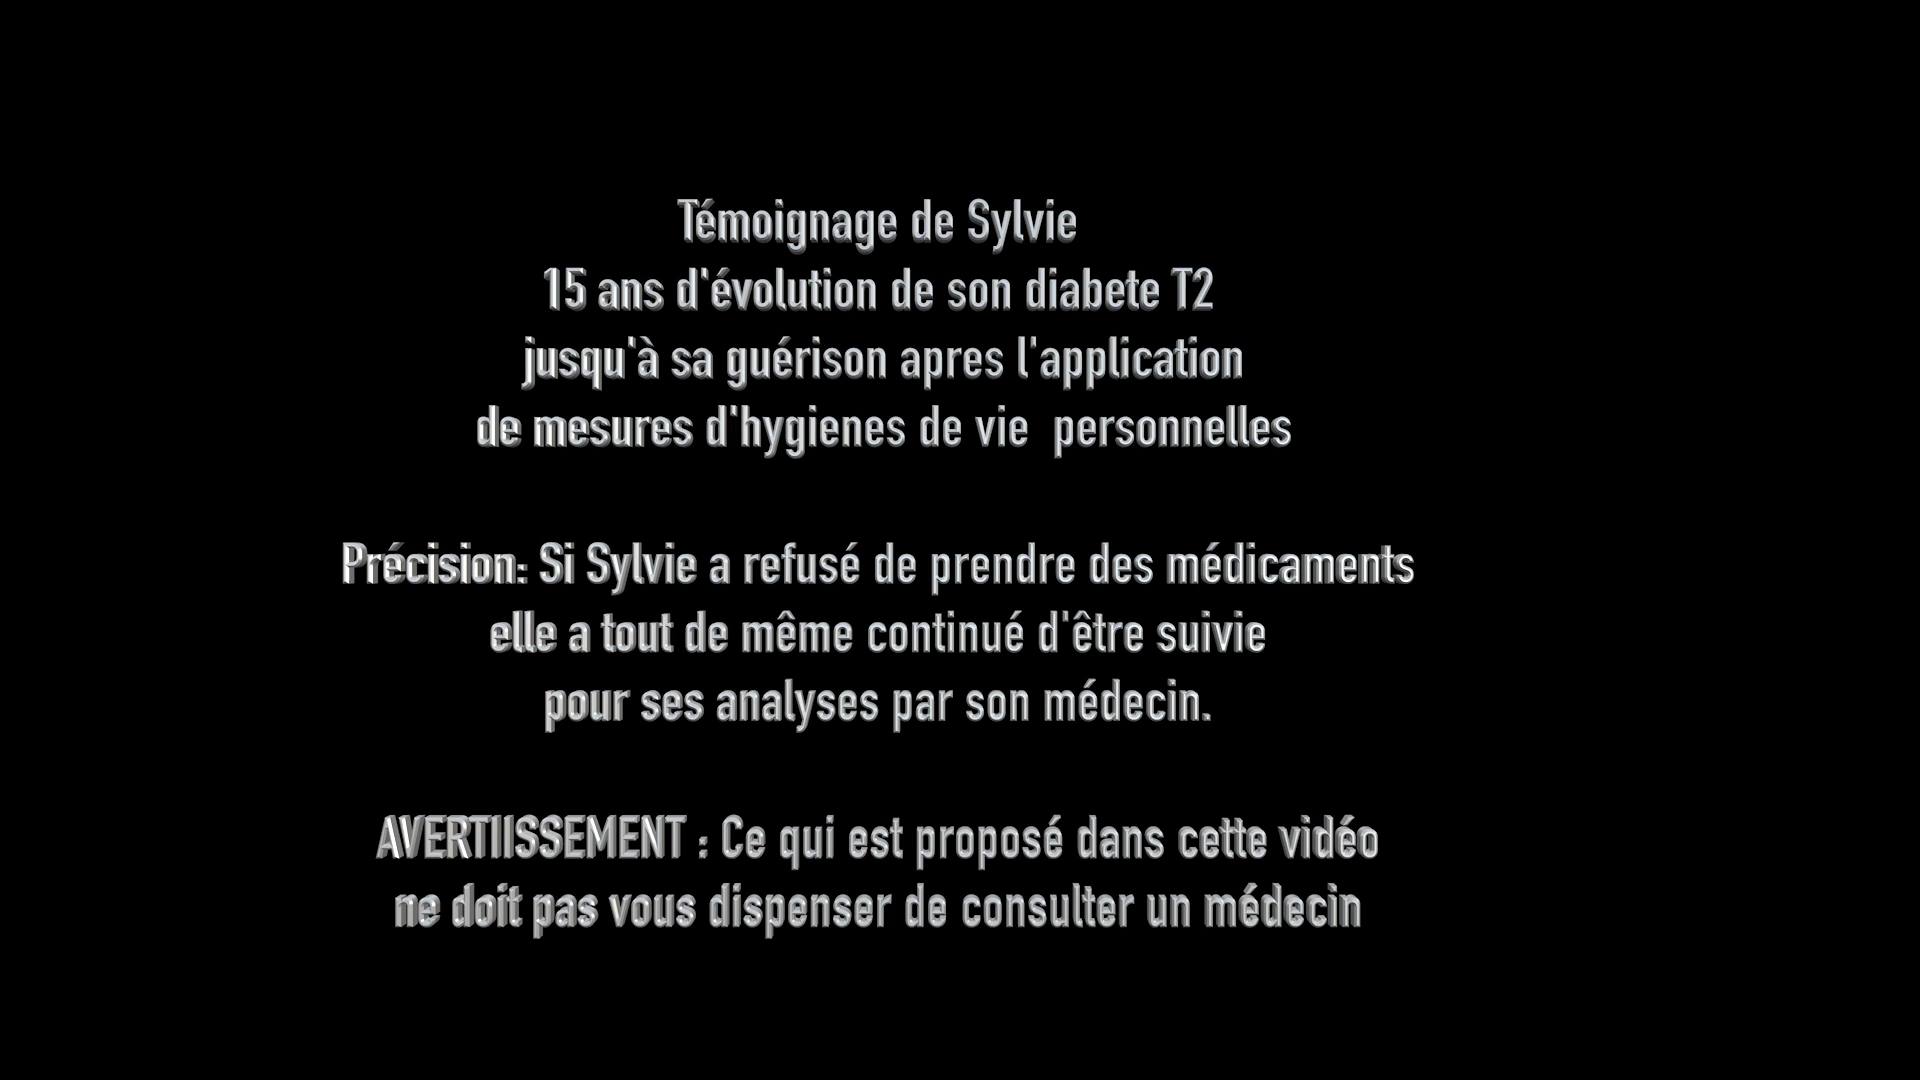 Témoignage de Sylvie
15 ans d'évolution de son diabete T2
jusqu'à sa guérison apres l'application
de mesures d'hygienes de vie  personnelles
Précision: Si Sylvie a refusé de prendre des médicaments
elle a tout de même continué d'être suivie
pour ses analyses par son médecin.
AVERTIISSEMENT : Ce qui est proposé dans cette vidéo
ne doit pas vous dispenser de consulter un médecin